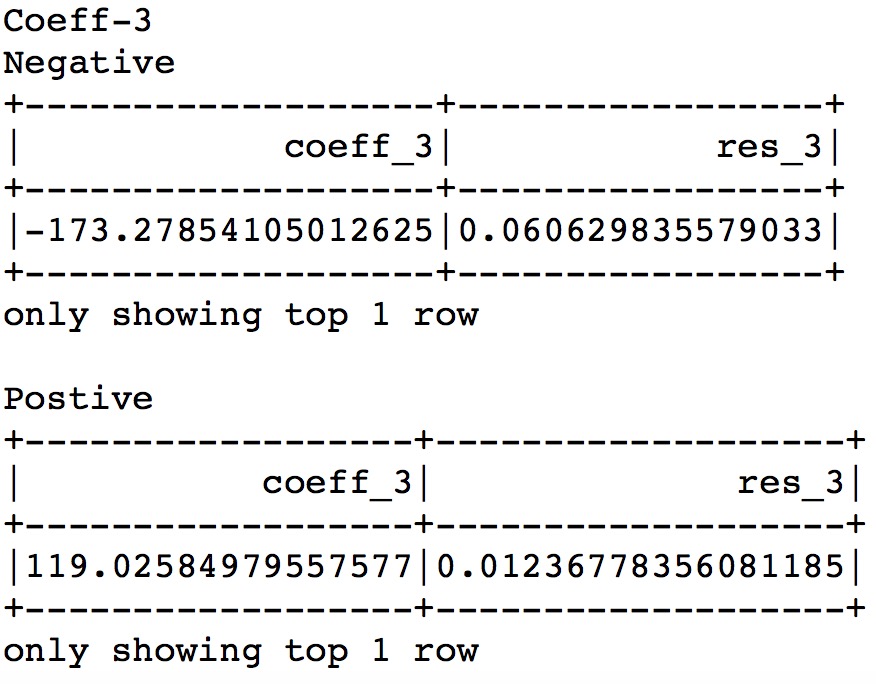 Coeff-3
Negative
+-------------------+-----------------+
|            coeff_3|            res_3|
+-------------------+-----------------+
|-173.27854105012625|0.060629835579033|
+-------------------+-----------------+
only showing top 1 row
Postive
+------------------+-------------------+
|           coeff_3|              res_3|
+------------------+-------------------+
|119.02584979557577|0.01236778356081185|
+------------------+-------------------+
only showing top 1 row